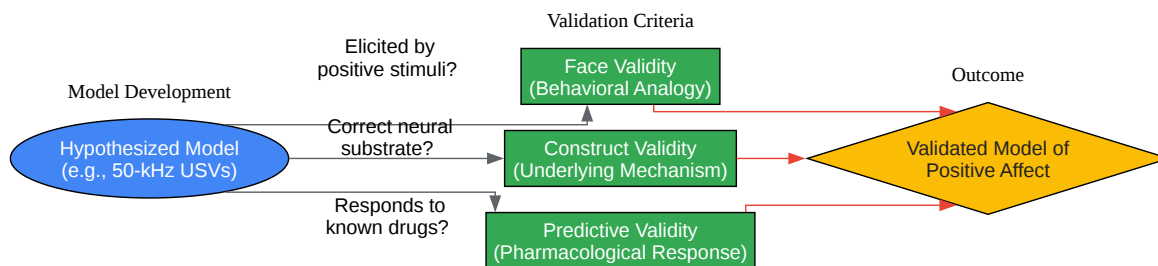 Validation Criteria
Elicited by
positive stimuli?
Face Validity
(Behavioral Analogy)
Outcome
Model Development
Hypothesized Model
(e.g., 50-kHz USVs)
Correct neural
substrate?
Construct Validity
(Underlying Mechanism)
Validated Model of
Positive Affect
Responds to
known drugs?
Predictive Validity
(Pharmacological Response)